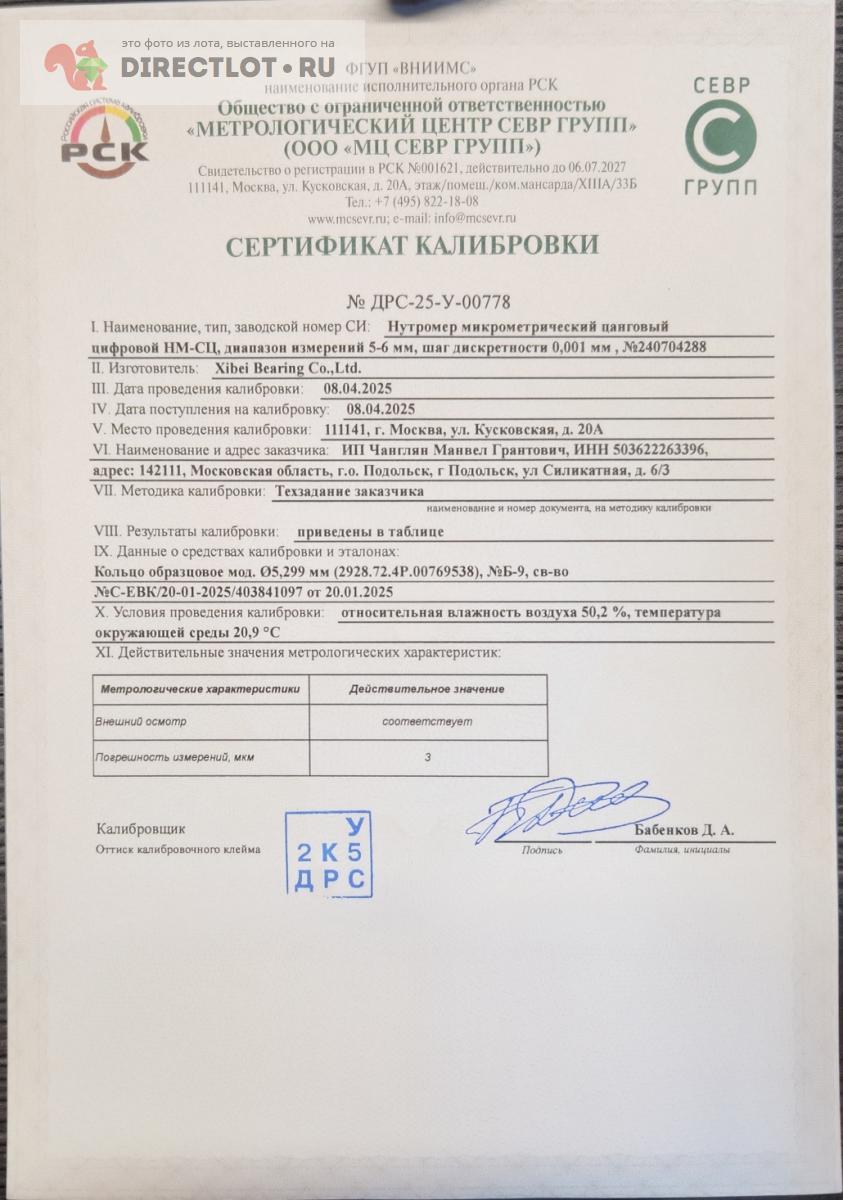 это фото из лота, выставленного на
DIRECTLOT.RU
ФГУП «ВНИИМС»
наименование исполнительного органа РСК
Общество с ограниченной ответственностью
«МЕТРОЛОГИЧЕСКИЙ ЦЕНТР СЕВР ГРУПП»
(ООО «МЦ СЕВР ГРУПП»)
Свидетельство о регистрации в РСК №001621, действительно до 06.07.2027
111141, Москва, ул. Кусковская, д. 20А, этаж/помещ./ком.мансарда/XIIIА/33Б
Тел.: +7 (495) 822-18-08
www.mcsevr.ru; e-mail: info@mcsevr.ru
Российская система калибровки
РСК
СЕВР
ГРУПП
СЕРТИФИКАТ КАЛИБРОВКИ
№ ДРС-25-У-00778
I. Наименование, тип, заводской номер СИ: Нутромер микрометрический цанговый
цифровой НМ-СЦ, диапазон измерений 5-6 мм, шаг дискретности 0,001 мм , №240704288
II. Изготовитель: Xibei Bearing Co.,Ltd.
III. Дата проведения калибровки: 08.04.2025
IV. Дата поступления на калибровку: 08.04.2025
V. Место проведения калибровки: 111141, г. Москва, ул. Кусковская, д. 20А
VI. Наименование и адрес заказчика: ИП Чанглян Манвел Грантович, ИНН 503622263396,
адрес: 142111, Московская область, г.о. Подольск, г Подольск, ул Силикатная, д. 6/3
VII. Методика калибровки: Техзадание заказчика
наименование и номер документа, на методику калибровки
VIII. Результаты калибровки: приведены в таблице
IX. Данные о средствах калибровки и эталонах:
Кольцо образцовое мод. Ø5,299 мм (2928.72.4Р.00769538), №Б-9, св-во
№С-ЕВК/20-01-2025/403841097 от 20.01.2025
X. Условия проведения калибровки: относительная влажность воздуха 50,2 %, температура
окружающей среды 20,9 °С
XI. Действительные значения метрологических характеристик:
Метрологические характеристики Действительное значение
Внешний осмотр соответствует
Погрешность измерений, мкм 3
Калибровщик Бабенков Д. А.
Оттиск калибровочного клейма Подпись Фамилия, инициалы
У
2 К 5
ДРС